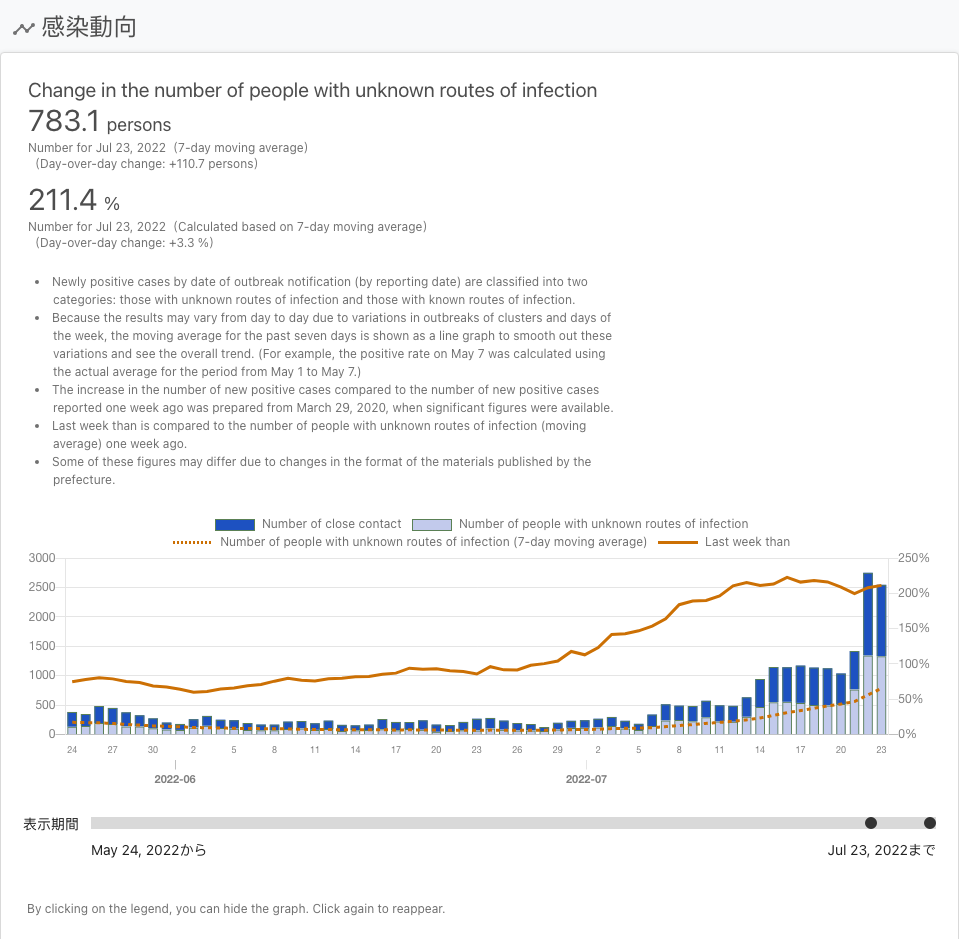 感染動向
Change in the number of people with unknown routes of infection
783.1 persons
Number for Jul 23, 2022 (7-day moving average)
(Day-over-day change: +110.7 persons)
211.4 %
Number for Jul 23, 2022 (Calculated based on 7-day moving average)
(Day-over-day change: +3.3 %)
• Newly positive cases by date of outbreak notification (by reporting date) are classified into two
categories: those with unknown routes of infection and those with known routes of infection.
• Because the results may vary from day to day due to variations in outbreaks of clusters and days of
the week, the moving average for the past seven days is shown as a line graph to smooth out these
variations and see the overall trend. (For example, the positive rate on May 7 was calculated using
the actual average for the period from May 1 to May 7.)
• The increase in the number of new positive cases compared to the number of new positive cases
reported one week ago was prepared from March 29, 2020, when significant figures were available.
• Last week than is compared to the number of people with unknown routes of infection (moving
average) one week ago.
• Some of these figures may differ due to changes in the format of the materials published by the
prefecture.
Number of close contact Number of people with unknown routes of infection
Number of people with unknown routes of infection (7-day moving average) Last week than
3000 250%
2500 200%
2000 150%
1500 100%
1000 50%
500 0%
0
24 27 30 2 5 8 11 14 17 20 23 26 29 2 5 8 11 14 17 20 23
2022-06 2022-07
表示期間
May 24, 2022から Jul 23, 2022まで
By clicking on the legend, you can hide the graph. Click again to reappear.